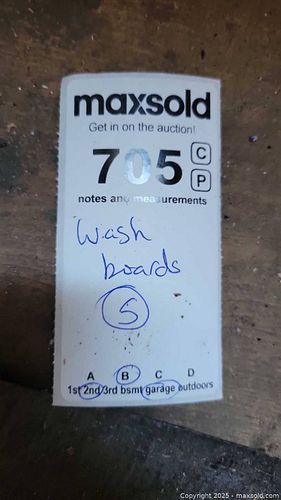 maxsold
Get in on the auction!
705 C
P
notes and measurements
Wash
boards
5
A B C D
1st 2nd 3rd bsmt garage outdoors
Copyright © 2025 - maxsold.com